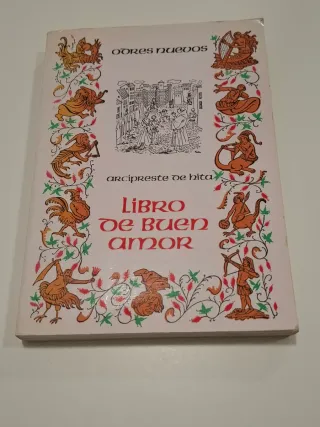 odres nuevos
arcipreste de hita
Libro
de buen
amor